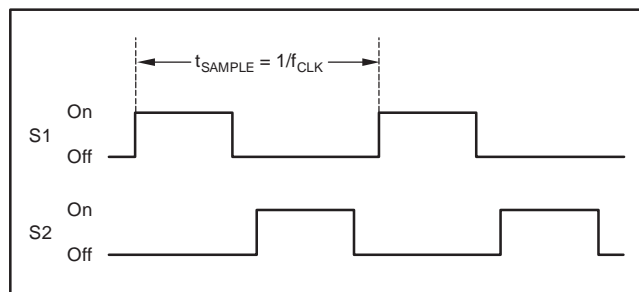 tSAMPLE = 1/fCLK
On
S1
Off
On
S2
Off